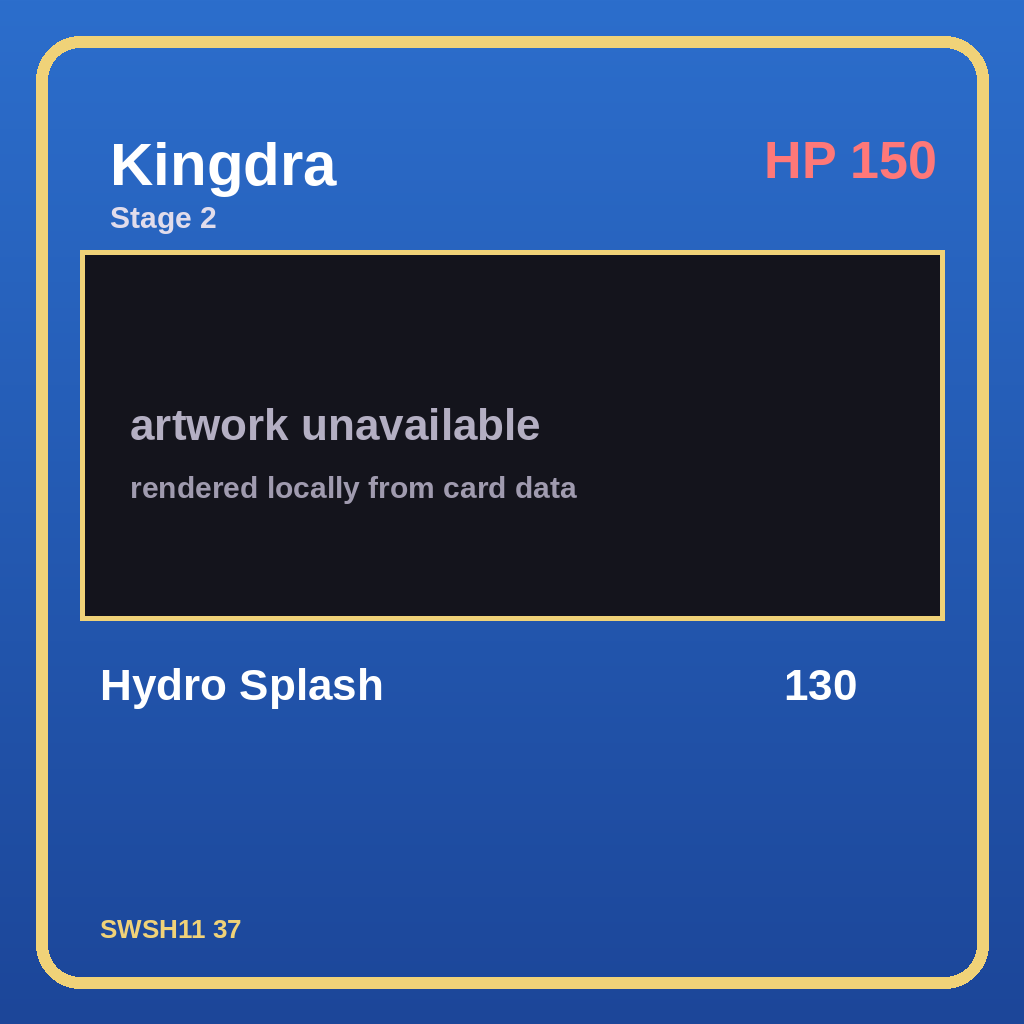 Kingdra
HP 150
Stage 2
artwork unavailable
rendered locally from card data
Hydro Splash
130
SWSH11 37